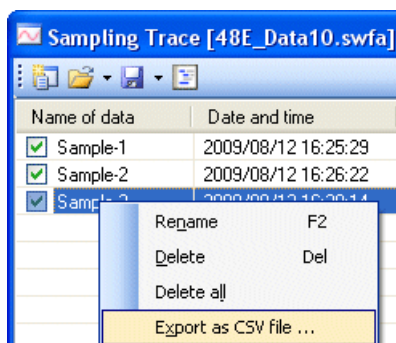 Sampling Trace [48E_Data10.swfa]
Name of data Date and time
Sample-1 2009/08/12 16:25:29
Sample-2 2009/08/12 16:26:22
Rename F2
Delete Del
Delete all
Export as CSV file ...